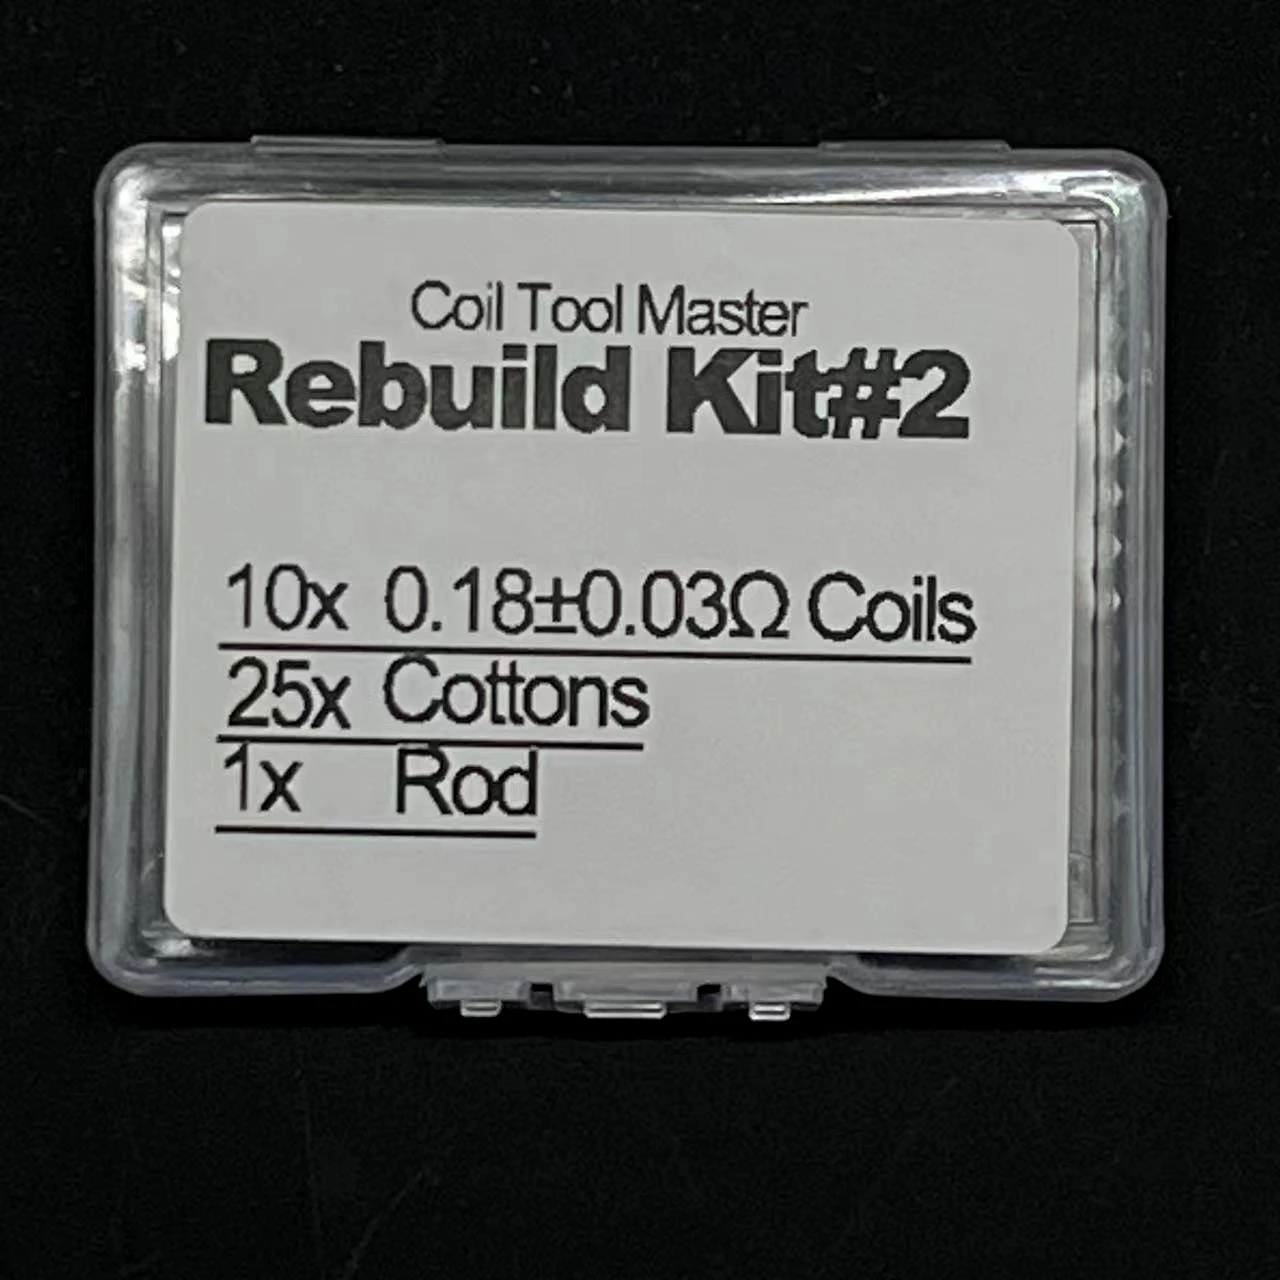 Coil Tool Master
Rebuild Kit#2
10x 0.18±0.03Ω Coils
25x Cottons
1x Rod